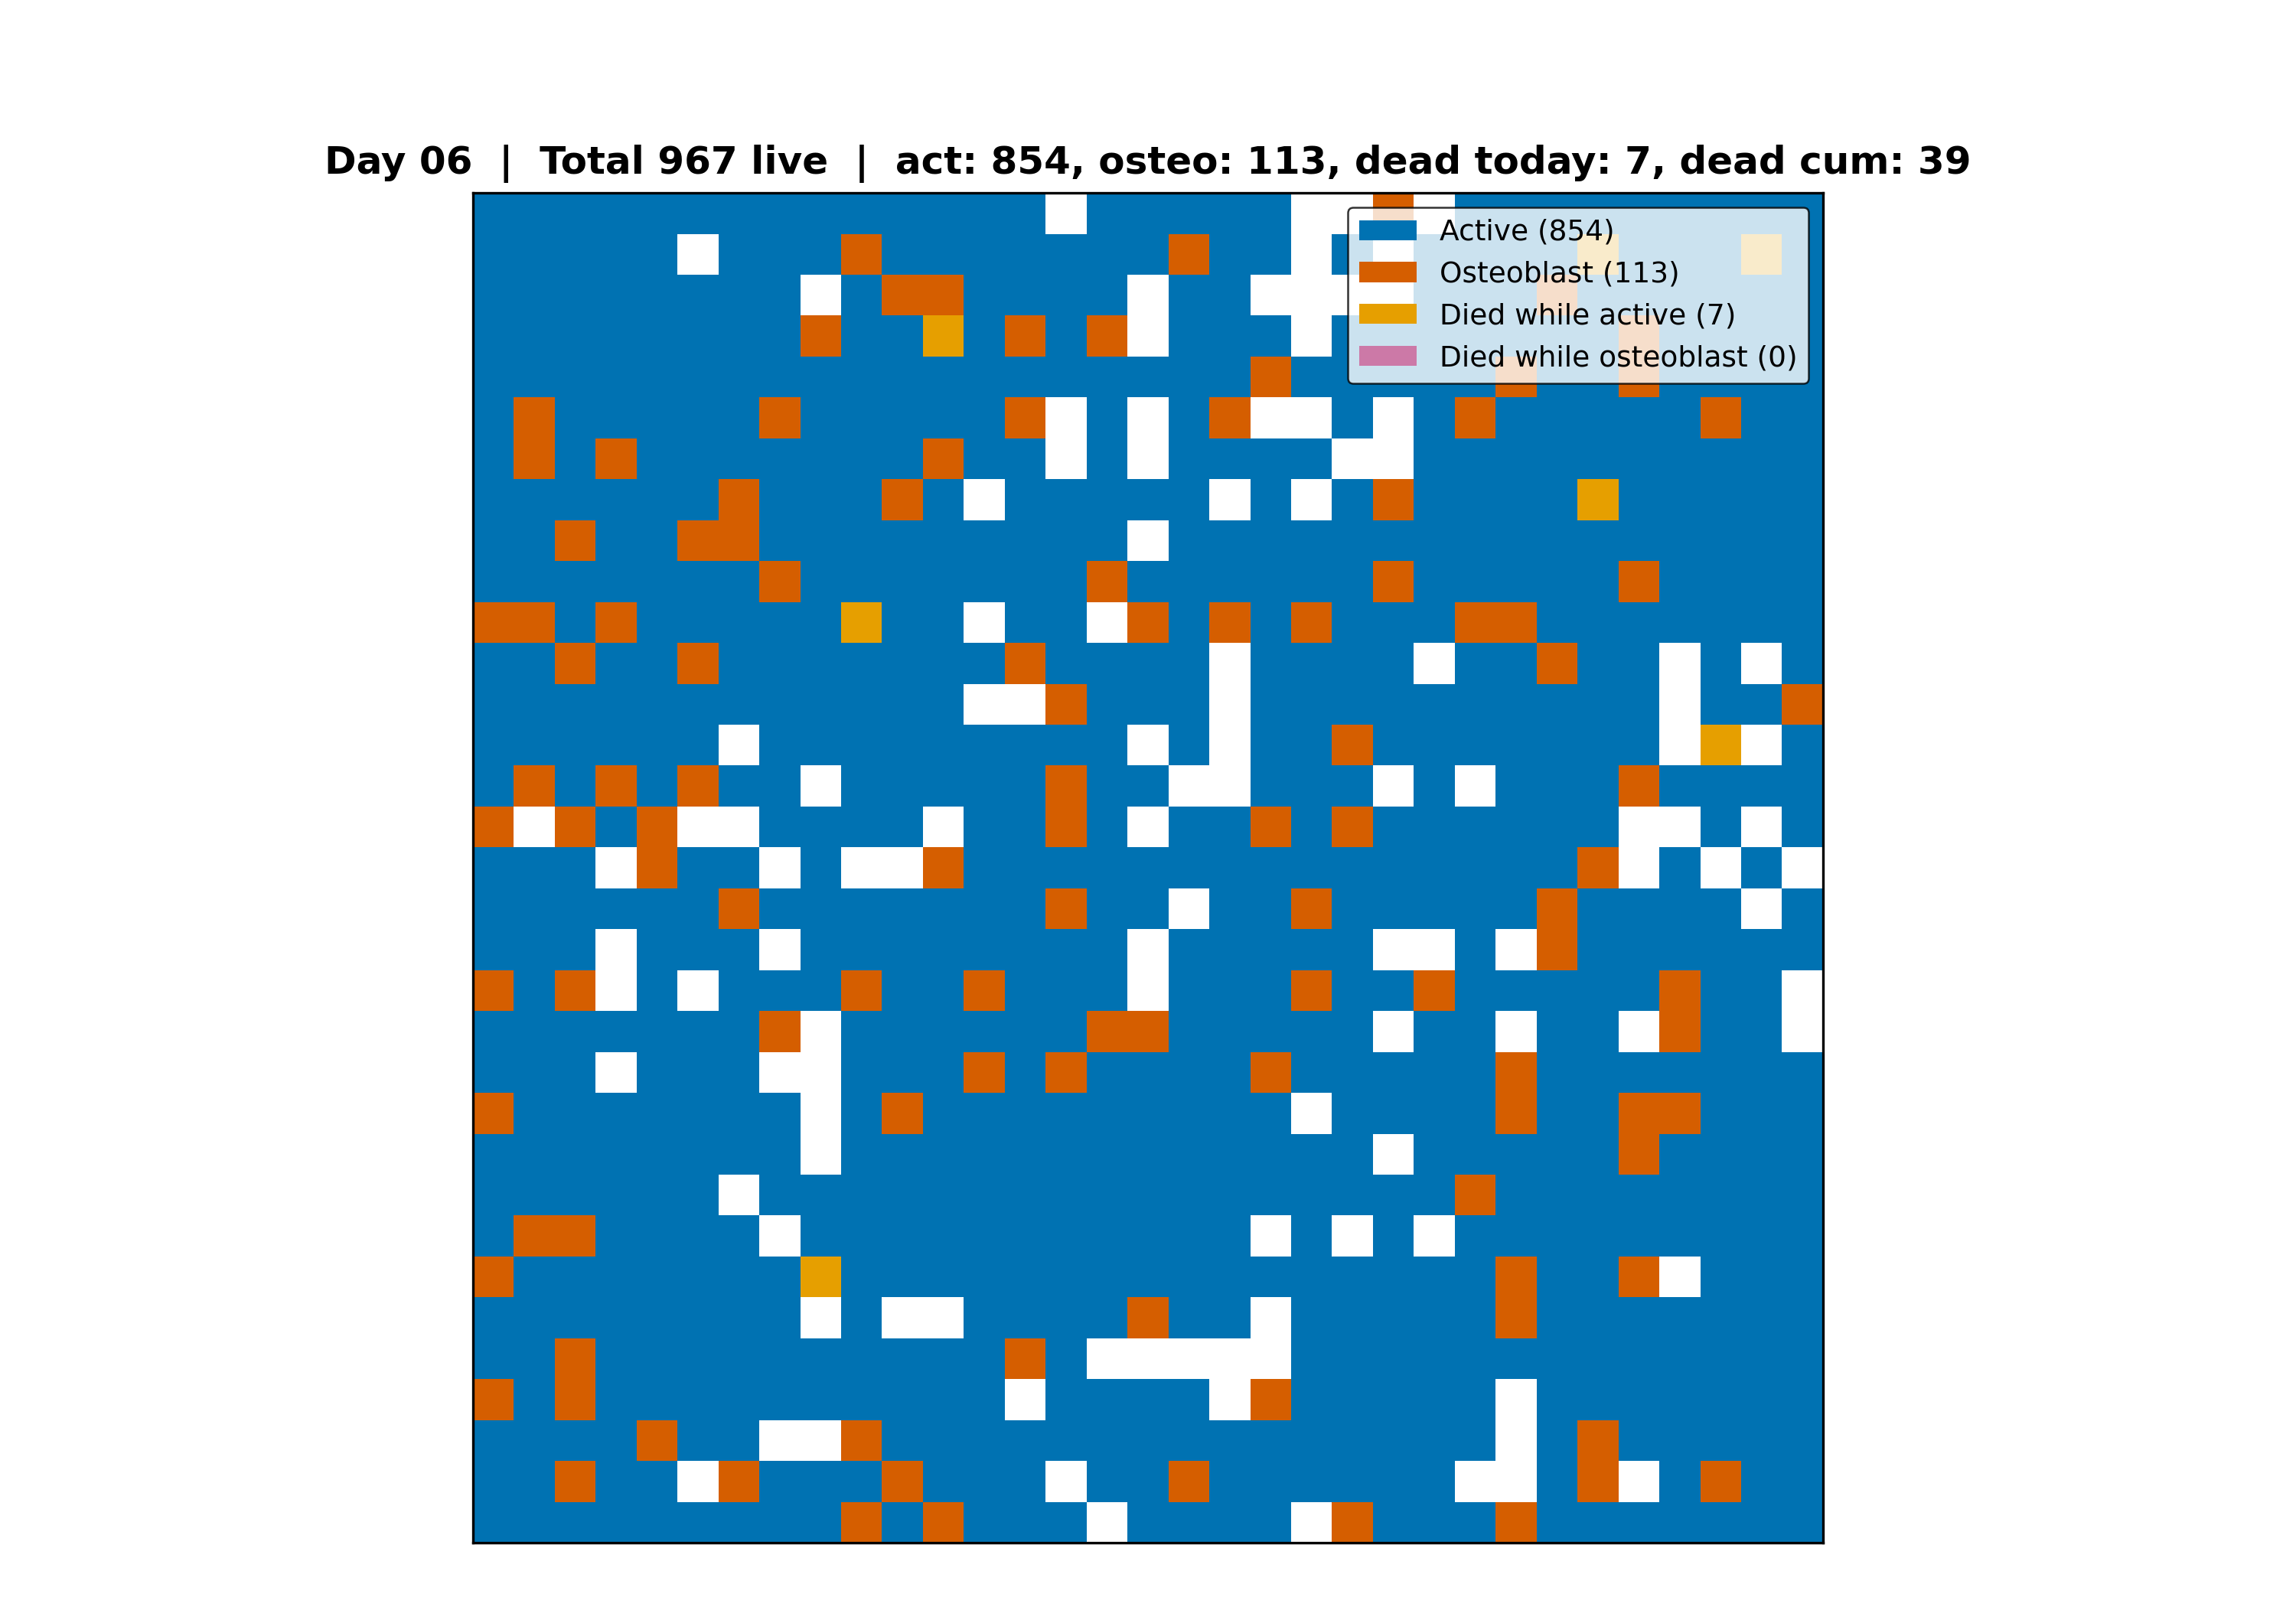 Day 06 | Total 967 live | act: 854, osteo: 113, dead today: 7, dead cum: 39
Active (854)
Osteoblast (113)
Died while active (7)
Died while osteoblast (0)